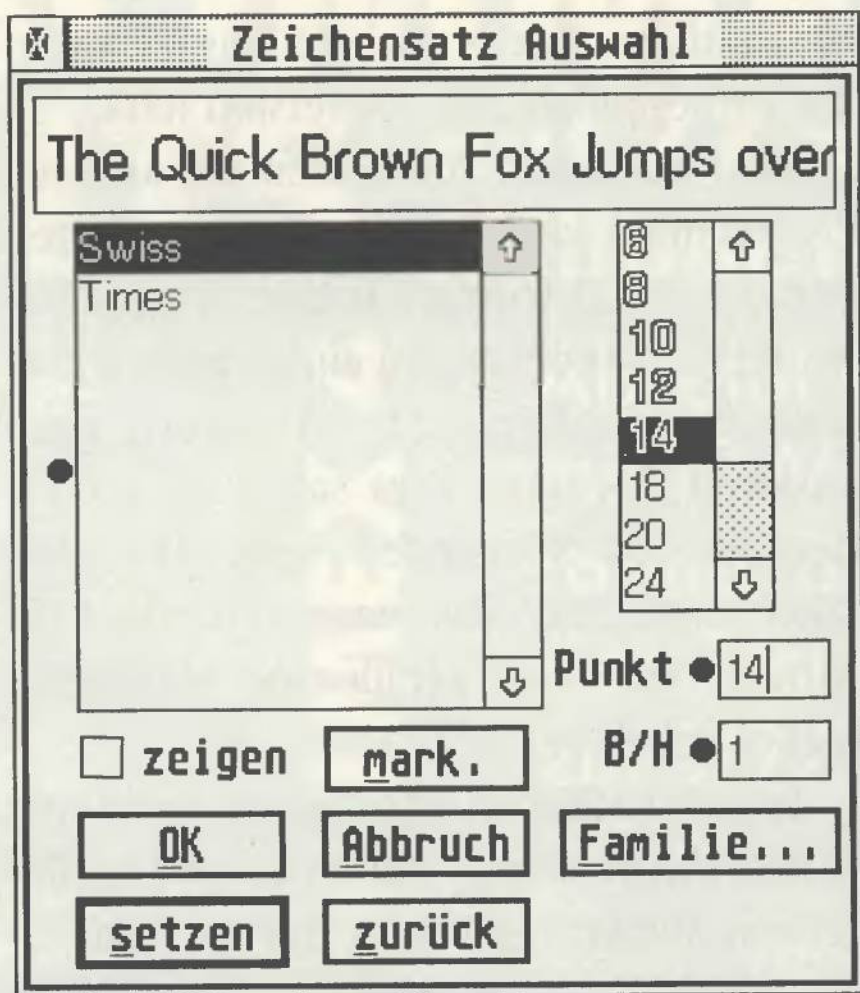 Zeichensatz Auswahl
The Quick Brown Fox Jumps over
Swiss
Times
6
8
10
12
14
18
20
24
Punkt 14
zeigen mark. B/H 1
OK Abbruch Familie...
setzen zurück